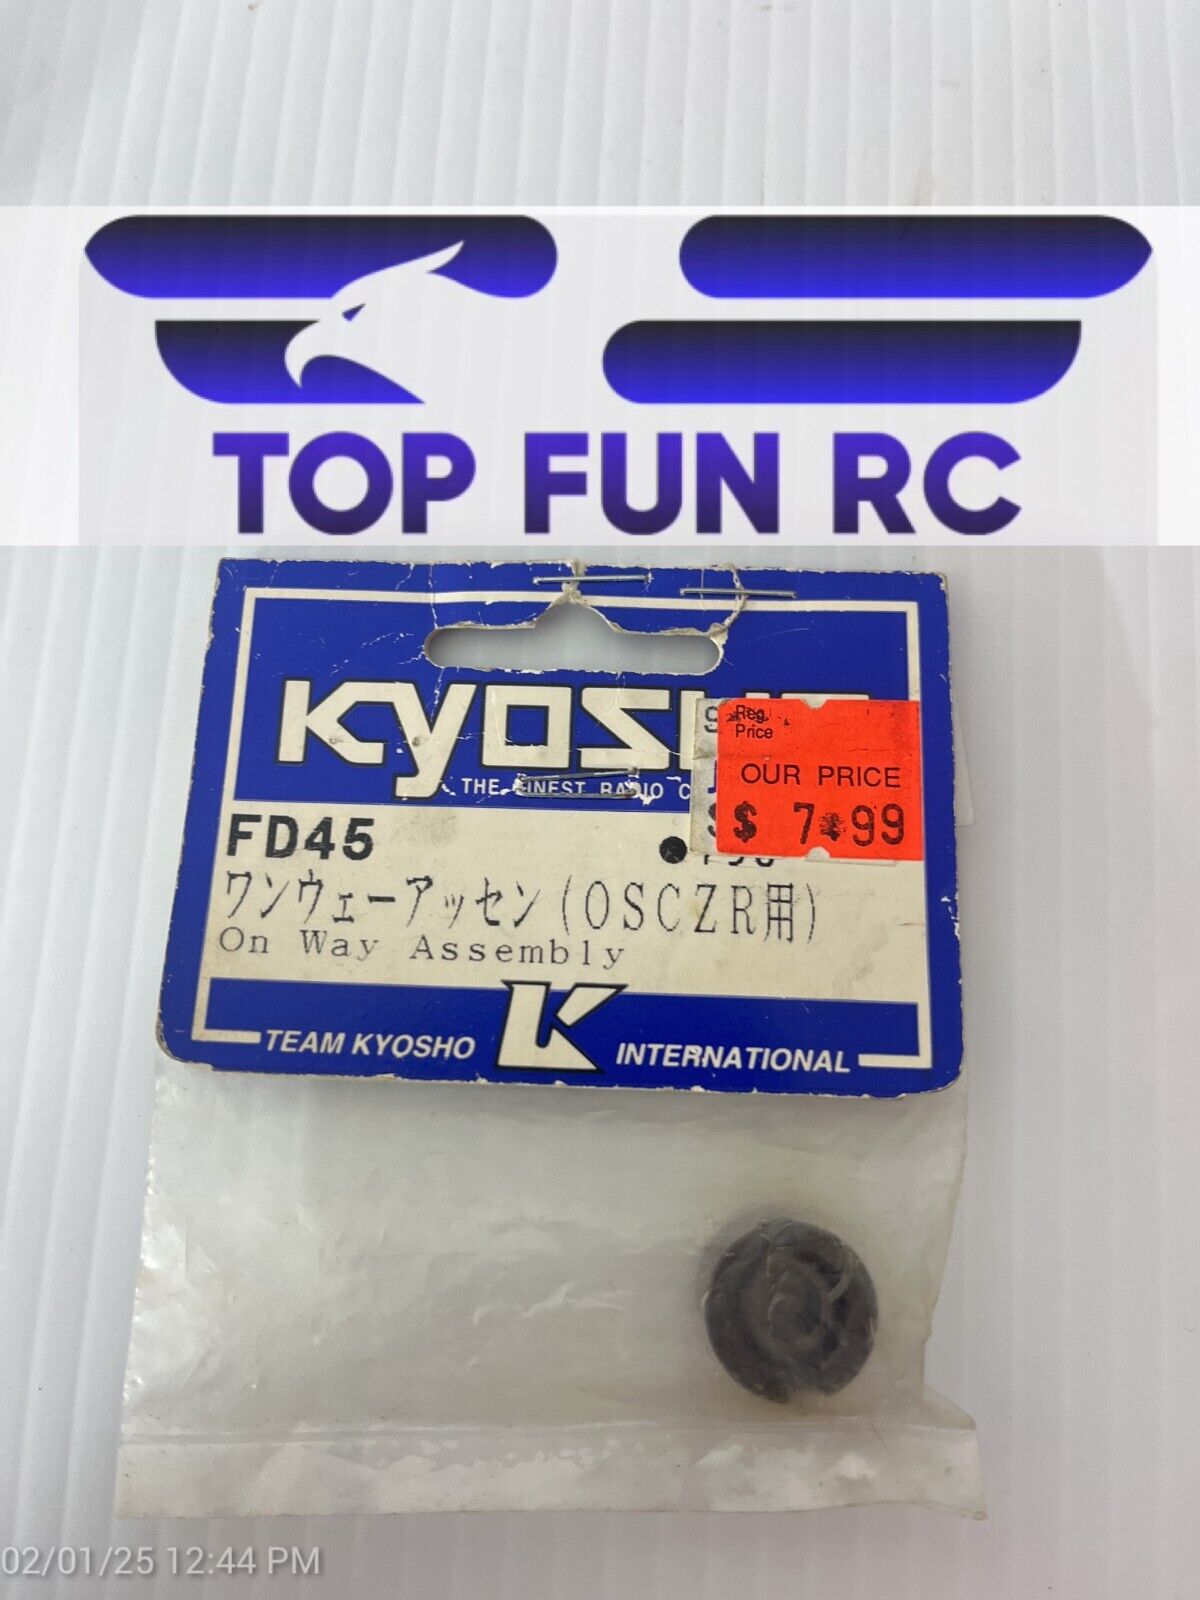 TOP FUN RC
KYOSHO
THE FINEST RADIO
Reg.
Price
OUR PRICE
$ 7.99
FD45
ワンウェーアッセン(OSCZR用)
On Way Assembly
TEAM KYOSHO
INTERNATIONAL
02/01/25 12:44 PM